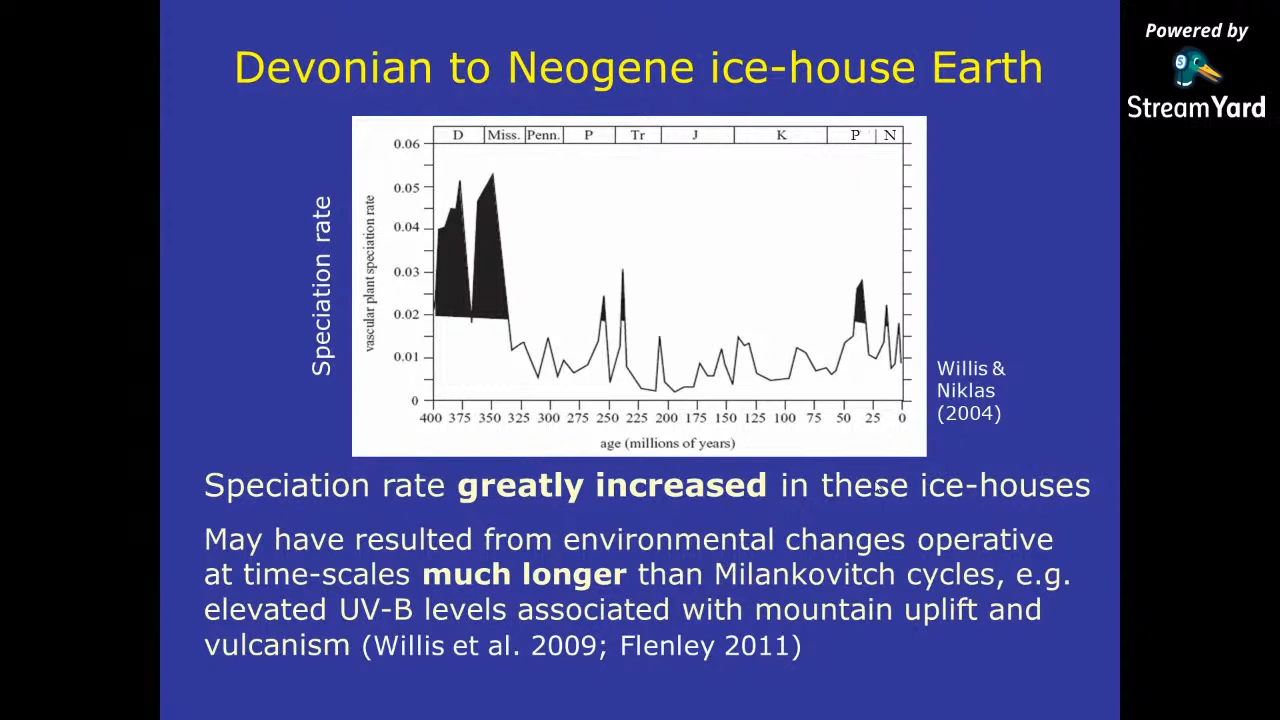 Powered by
StreamYard
Devonian to Neogene ice-house Earth
D Miss. Penn. P Tr J K P N
0.06
0.05
0.04
0.03
0.02
0.01
0
Speciation rate
vascular plant speciation rate
400 375 350 325 300 275 250 225 200 175 150 125 100 75 50 25 0
age (millions of years)
Willis &
Niklas
(2004)
Speciation rate greatly increased in these ice-houses
May have resulted from environmental changes operative
at time-scales much longer than Milankovitch cycles, e.g.
elevated UV-B levels associated with mountain uplift and
vulcanism (Willis et al. 2009; Flenley 2011)